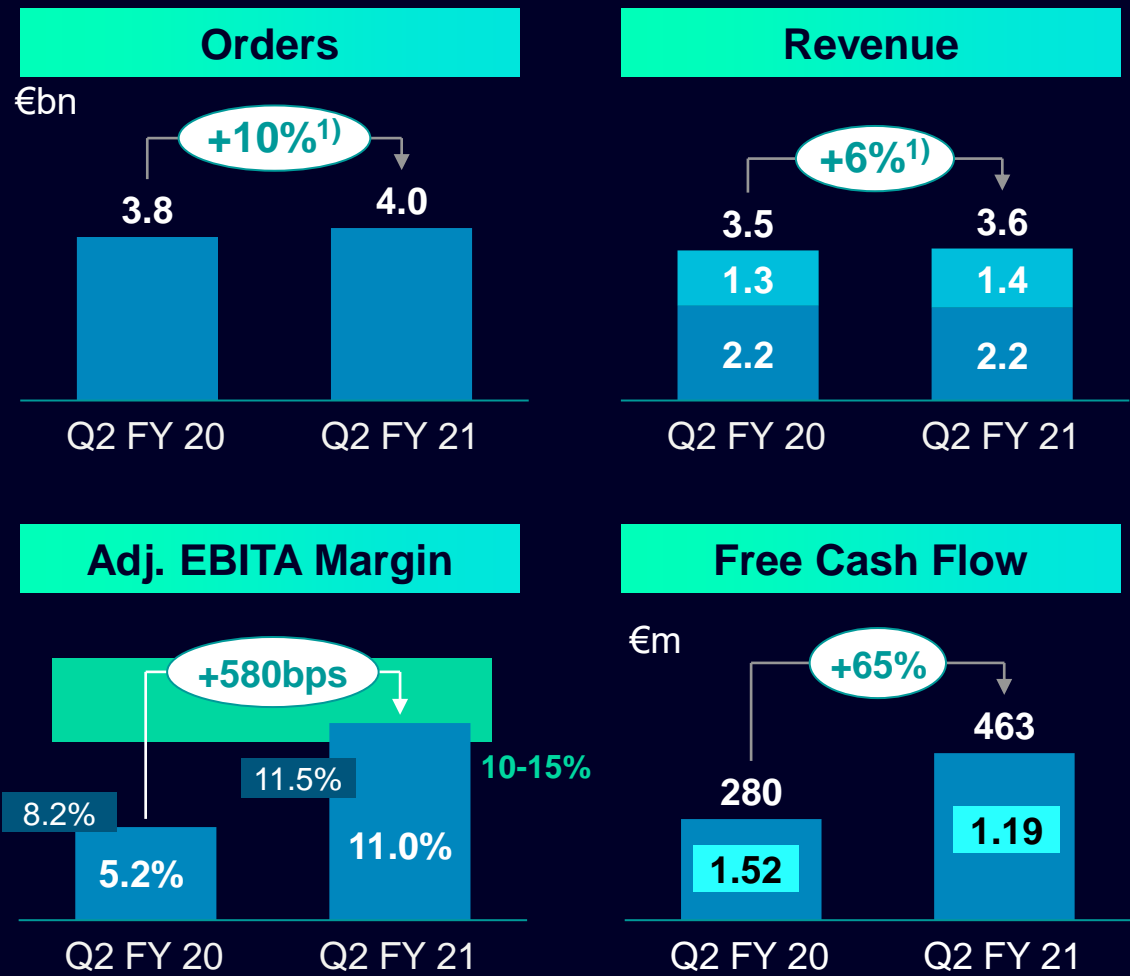 Orders
€bn
+10%1)
3.8
4.0
Q2 FY 20
Q2 FY 21
Revenue
+6%1)
3.5
3.6
1.3
1.4
2.2
2.2
Q2 FY 20
Q2 FY 21
Adj. EBITA Margin
+580bps
10-15%
11.5%
8.2%
11.0%
5.2%
Q2 FY 20
Q2 FY 21
Free Cash Flow
€m
+65%
463
280
1.19
1.52
Q2 FY 20
Q2 FY 21